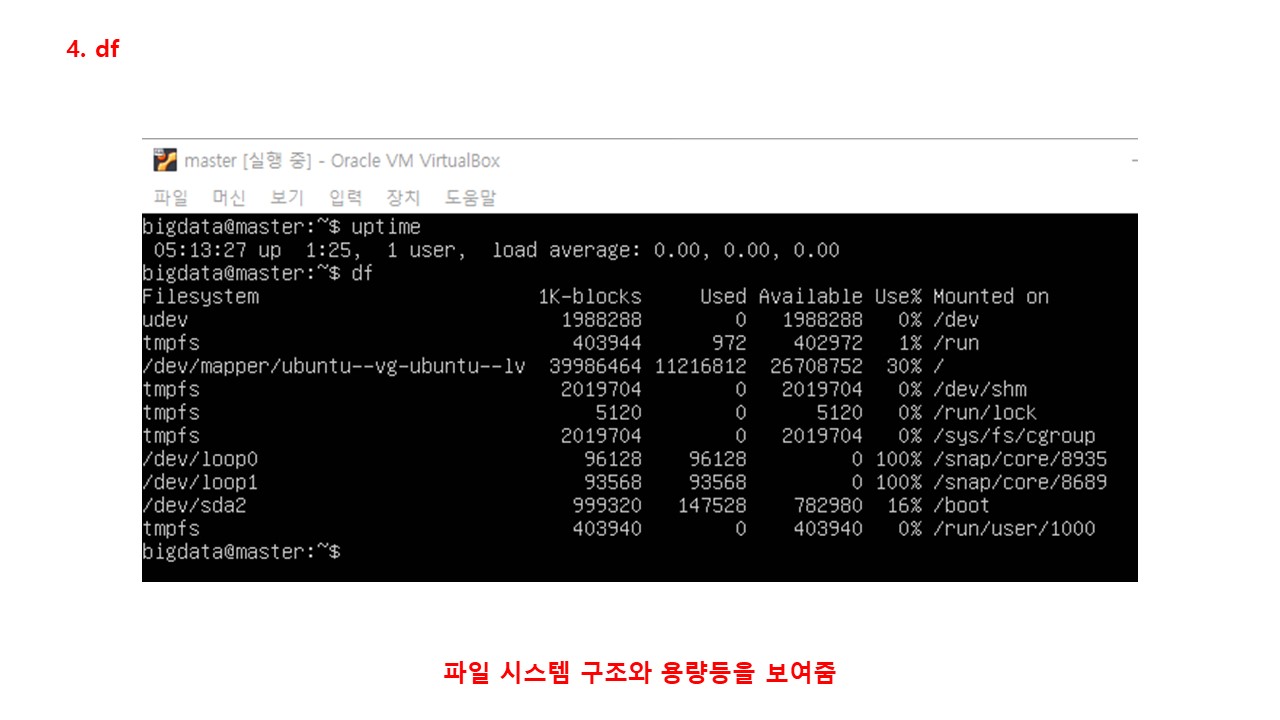 4. df
master [실행 중] - Oracle VM VirtualBox
파일 머신 보기 입력 장치 도움말
bigdata@master:~$ uptime
05:13:27 up 1:25, 1 user, load average: 0.00, 0.00, 0.00
bigdata@master:~$ df
Filesystem 1K-blocks Used Available Use% Mounted on
udev 1988288 0 1988288 0% /dev
tmpfs 403944 972 402972 1% /run
/dev/mapper/ubuntu--vg-ubuntu--lv 39986464 11216812 26708752 30% /
tmpfs 2019704 0 2019704 0% /dev/shm
tmpfs 5120 0 5120 0% /run/lock
tmpfs 2019704 0 2019704 0% /sys/fs/cgroup
/dev/loop0 96128 96128 0 100% /snap/core/8935
/dev/loop1 93568 93568 0 100% /snap/core/8689
/dev/sda2 999320 147528 782980 16% /boot
tmpfs 403940 0 403940 0% /run/user/1000
bigdata@master:~$
파일 시스템 구조와 용량등을 보여줌